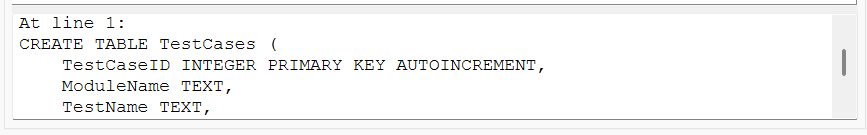 At line 1:
CREATE TABLE TestCases (
    TestCaseID INTEGER PRIMARY KEY AUTOINCREMENT,
    ModuleName TEXT,
    TestName TEXT,